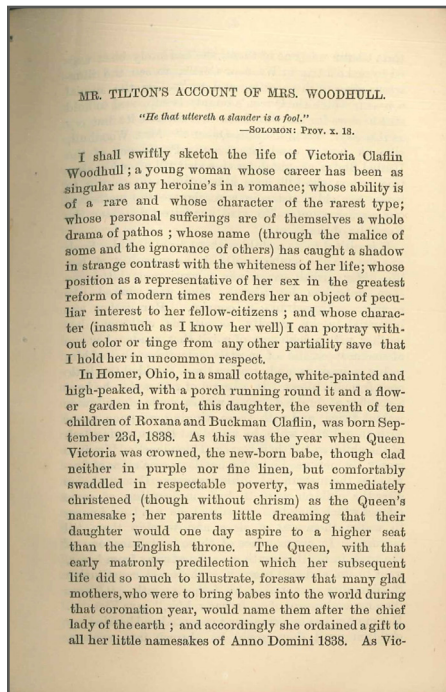 MR. TILTON'S ACCOUNT OF MRS. WOODHULL.
"He that uttereth a slander is a fool."
—SOLOMON: Prov. x. 18.
I shall swiftly sketch the life of Victoria Claflin
Woodhull ; a young woman whose career has been as
singular as any heroine's in a romance; whose ability is
of a rare and whose character of the rarest type;
whose personal sufferings are of themselves a whole
drama of pathos ; whose name (through the malice of
some and the ignorance of others) has caught a shadow
in strange contrast with the whiteness of her life; whose
position as a representative of her sex in the greatest
reform of modern times renders her an object of pecu-
liar interest to her fellow-citizens ; and whose charac-
ter (inasmuch as I know her well) I can portray with-
out color or tinge from any other partiality save that
I hold her in uncommon respect.
In Homer, Ohio, in a small cottage, white-painted and
high-peaked, with a porch running round it and a flow-
er garden in front, this daughter, the seventh of ten
children of Roxana and Buckman Claflin, was born Sep-
tember 23d, 1838. As this was the year when Queen
Victoria was crowned, the new-born babe, though clad
neither in purple nor fine linen, but comfortably
swaddled in respectable poverty, was immediately
christened (though without chrism) as the Queen's
namesake ; her parents little dreaming that their
daughter would one day aspire to a higher seat
than the English throne. The Queen, with that
early matronly predilection which her subsequent
life did so much to illustrate, foresaw that many glad
mothers, who were to bring babes into the world during
that coronation year, would name them after the chief
lady of the earth ; and accordingly she ordained a gift to
all her little namesakes of Anno Domini 1838. As Vic-